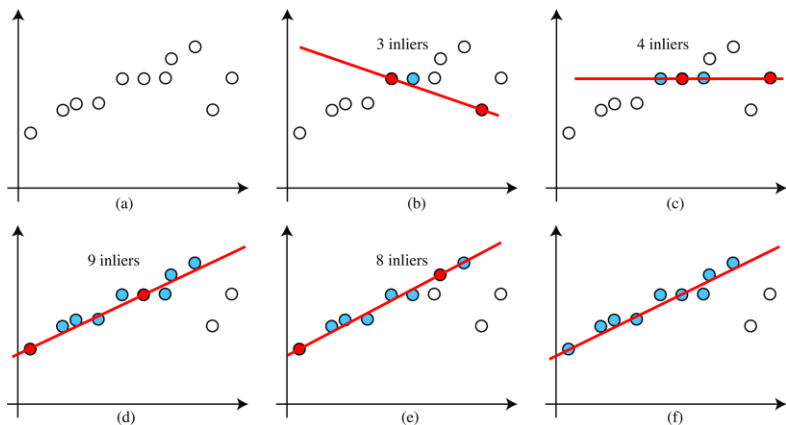 3 inliers
4 inliers
(a)
(b)
(c)
9 inliers
8 inliers
(d)
(e)
(f)